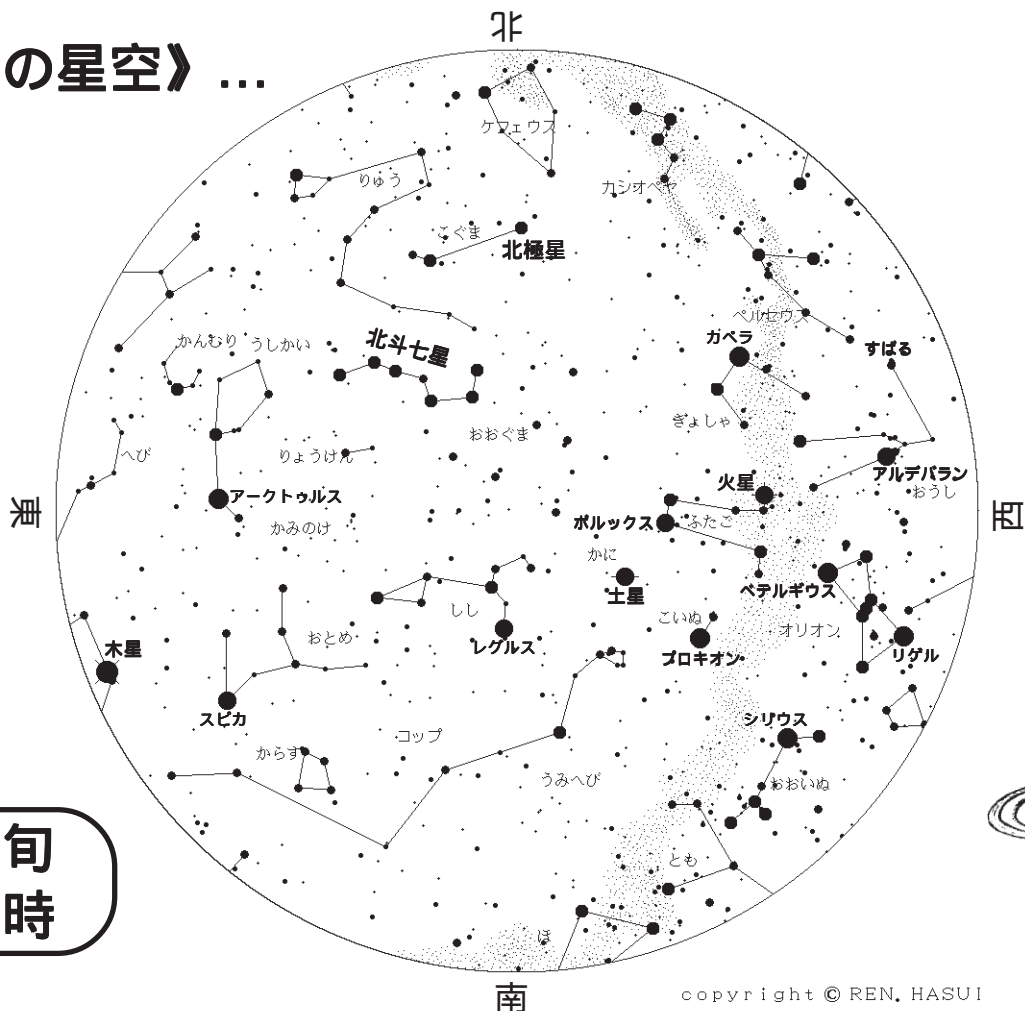 北
の星空》…
ケフェウス
りゅう
カシオペヤ
こぐま
北極星
ペルセウス
北斗七星
カペラ
かんむり
うしかい
すばる
ぎょしゃ
おおぐま
へび
りょうけん
アルデバラン
火星
おうし
アークトゥルス
東
西
ポルックス
ふたご
かみのけ
かに
土星
ベテルギウス
しし
こいぬ
オリオン
おとめ
レグルス
プロキオン
リゲル
木星
スピカ
シリウス
コップ
からす
うみへび
おおいぬ
旬
時
とも
ほ
南
copyright © REN. HASUI